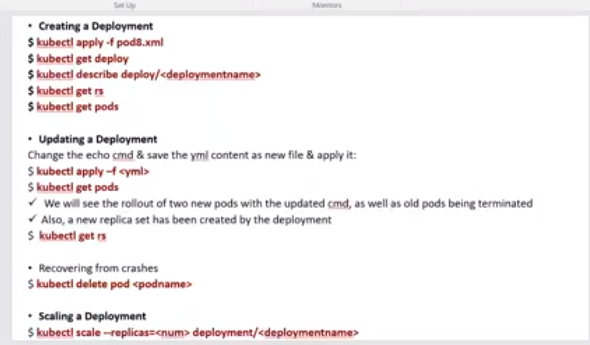 Set Up
Monitors
• Creating a Deployment
$ kubectl apply -f pod8.xml
$ kubectl get deploy
$ kubectl describe deploy/<deploymentname>
$ kubectl get rs
$ kubectl get pods
• Updating a Deployment
Change the echo cmd & save the yml content as new file & apply it:
$ kubectl apply –f <yml>
$ kubectl get pods
✓ We will see the rollout of two new pods with the updated cmd, as well as old pods being terminated
✓ Also, a new replica set has been created by the deployment
$ kubectl get rs
• Recovering from crashes
$ kubectl delete pod <podname>
• Scaling a Deployment
$ kubectl scale --replicas=<num> deployment/<deploymentname>